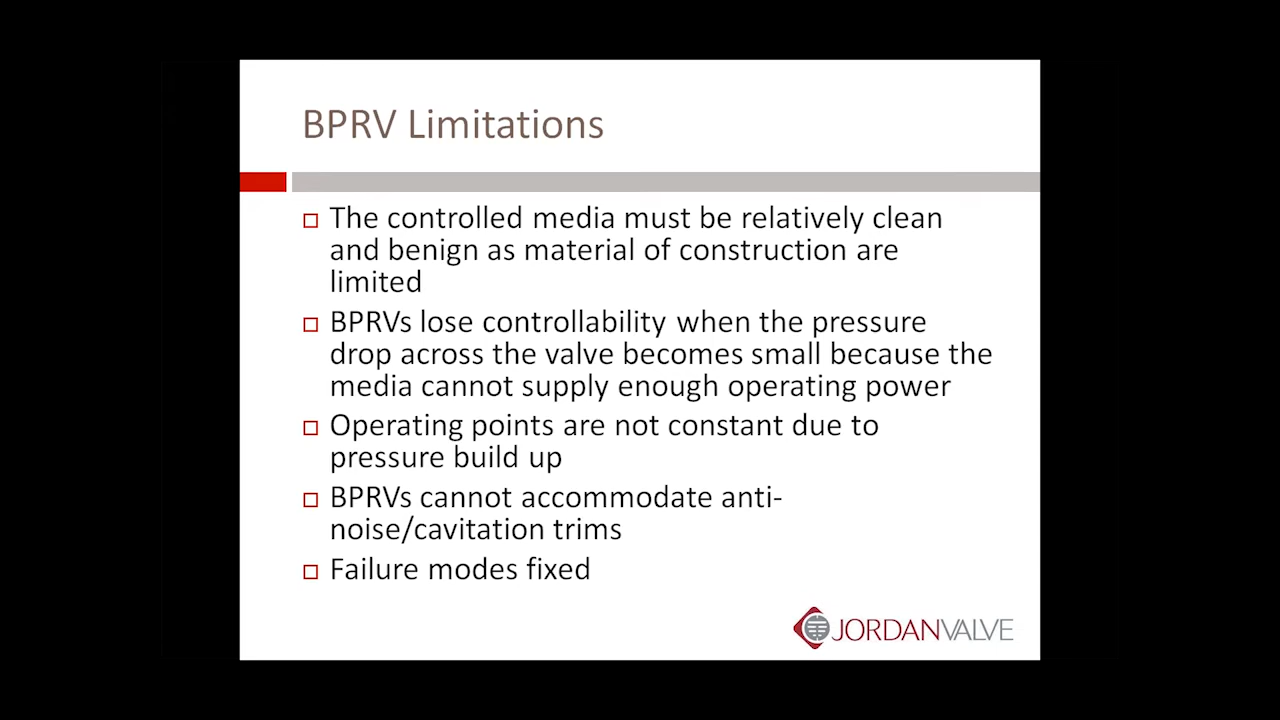 BPRV Limitations
The controlled media must be relatively clean
and benign as material of construction are
limited
BPRVs lose controllability when the pressure
drop across the valve becomes small because the
media cannot supply enough operating power
Operating points are not constant due to
pressure build up
BPRVs cannot accommodate anti-
noise/cavitation trims
Failure modes fixed
JORDANVALVE